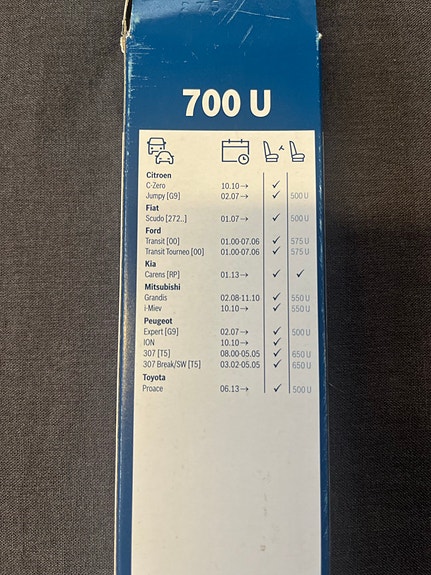 700 U
Citroen
C-Zero 10.10→ ✓
Jumpy [G9] 02.07→ ✓ 500 U
Fiat
Scudo [272..] 01.07→ ✓ 500 U
Ford
Transit [00] 01.00-07.06 ✓ 575 U
Transit Tourneo [00] 01.00-07.06 ✓ 575 U
Kia
Carens [RP] 01.13→ ✓ ✓
Mitsubishi
Grandis 02.08-11.10 ✓ 550 U
i-Miev 10.10→ ✓ 550 U
Peugeot
Expert [G9] 02.07→ ✓ 500 U
ION 10.10→ ✓
307 [T5] 08.00-05.05 ✓ 650 U
307 Break/SW [T5] 03.02-05.05 ✓ 650 U
Toyota
Proace 06.13→ ✓ 500 U